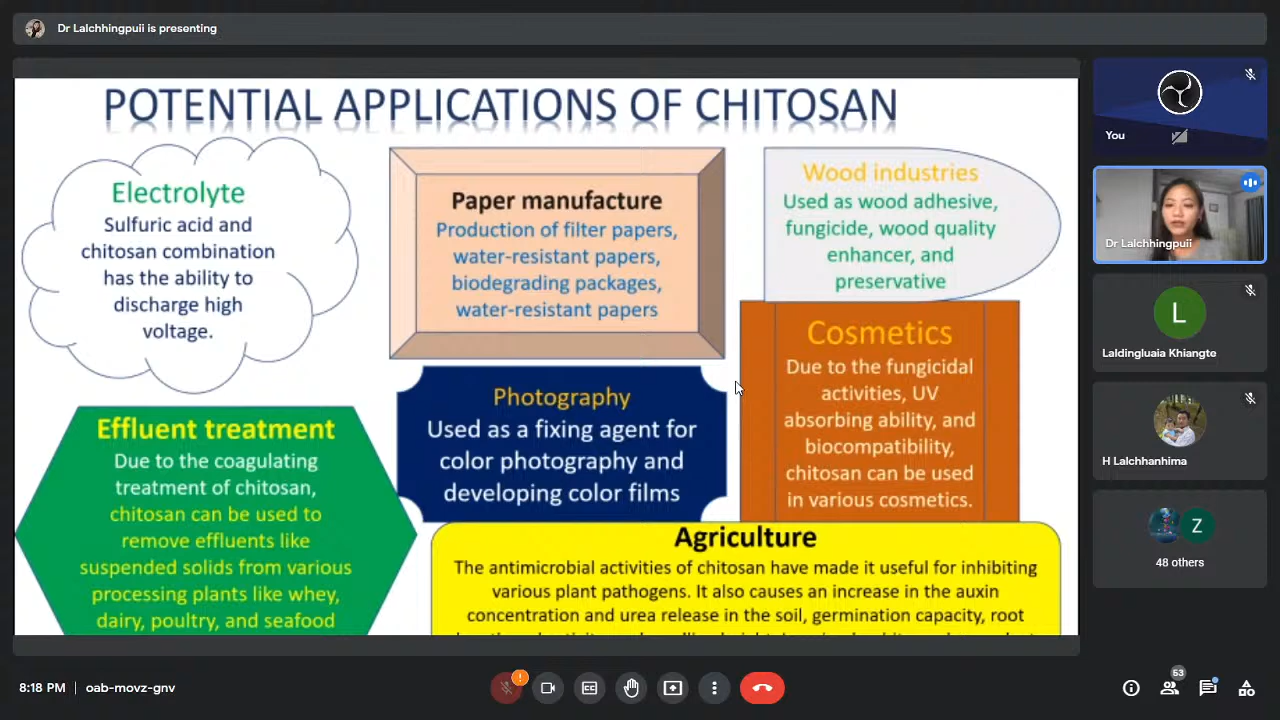 Dr Lalchhingpuii is presenting
POTENTIAL APPLICATIONS OF CHITOSAN
Electrolyte
Sulfuric acid and
chitosan combination
has the ability to
discharge high
voltage.
Paper manufacture
Production of filter papers,
water-resistant papers,
biodegrading packages,
water-resistant papers
Wood industries
Used as wood adhesive,
fungicide, wood quality
enhancer, and
preservative
Effluent treatment
Due to the coagulating
treatment of chitosan,
chitosan can be used to
remove effluents like
suspended solids from various
processing plants like whey,
dairy, poultry, and seafood
Photography
Used as a fixing agent for
color photography and
developing color films
Cosmetics
Due to the fungicidal
activities, UV
absorbing ability, and
biocompatibility,
chitosan can be used
in various cosmetics.
Agriculture
The antimicrobial activities of chitosan have made it useful for inhibiting
various plant pathogens. It also causes an increase in the auxin
concentration and urea release in the soil, germination capacity, root
You
Dr Lalchhingpuii
L
Laldingluaia Khiangte
H Lalchhanhima
Z
48 others
8:18 PM | oab-movz-gnv
53